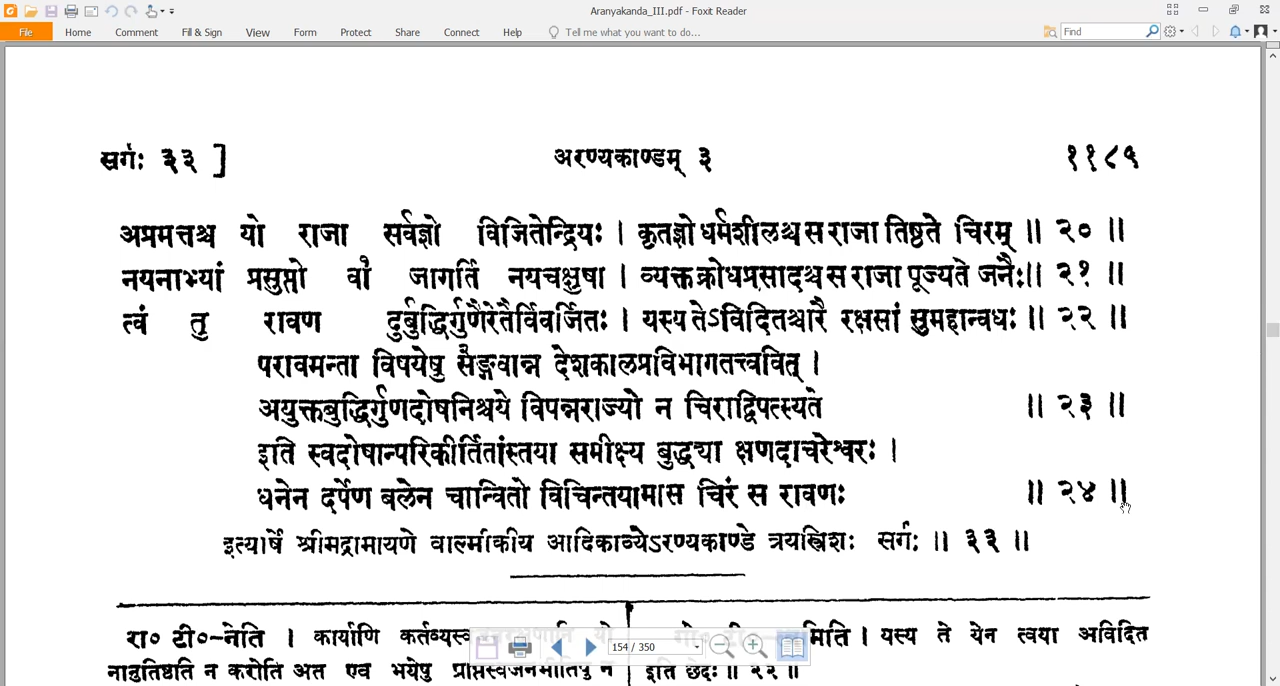 Aranyakanda_III.pdf - Foxit Reader
File Home Comment Fill & Sign View Form Protect Share Connect Help Tell me what you want to do... Find
सर्गः ३३ ] अरण्यकाण्डम् ३ ११८९
अप्रमत्तश्च यो राजा सर्वज्ञो विजितेन्द्रियः । कृतज्ञो धर्मशीलश्च स राजा तिष्ठते चिरम् ॥ २० ॥
नयनाभ्यां प्रसुप्तो वा जागर्ति नयचक्षुषा । व्यक्तक्रोधप्रसादश्च स राजा पूज्यते जनैः ॥ २१ ॥
त्वं तु रावण दुर्बुद्धिर्गुणैरेतैर्विवर्जितः । यस्य तेऽविदितश्चारै रक्षसां सुमहान्वधः ॥ २२ ॥
परावमन्ता विषयेषु सङ्गवान्न देशकालप्रविभागतत्त्ववित् ।
अयुक्तबुद्धिर्गुणदोषनिश्चये विपन्नराज्यो न चिराद्विपत्स्यते ॥ २३ ॥
इति स्वदोषान्परिकीर्तितांस्तया समीक्ष्य बुद्ध्या क्षणदाचरेश्वरः ।
धनेन दर्पेण बलेन चान्वितो विचिन्तयामास चिरं स रावणः ॥ २४ ॥
इत्यार्षे श्रीमद्रामायणे वाल्मीकीय आदिकाव्येऽरण्यकाण्डे त्रयस्त्रिंशः सर्गः ॥ ३३ ॥
रा० टी०–नेति । कार्याणि कर्तव्यस्व यो
मिति । यस्य ते येन त्वया अविदित
154 / 350
नानुतिष्ठति न करोति अत एव भयेषु न
इति छेदः ॥ २२ ॥